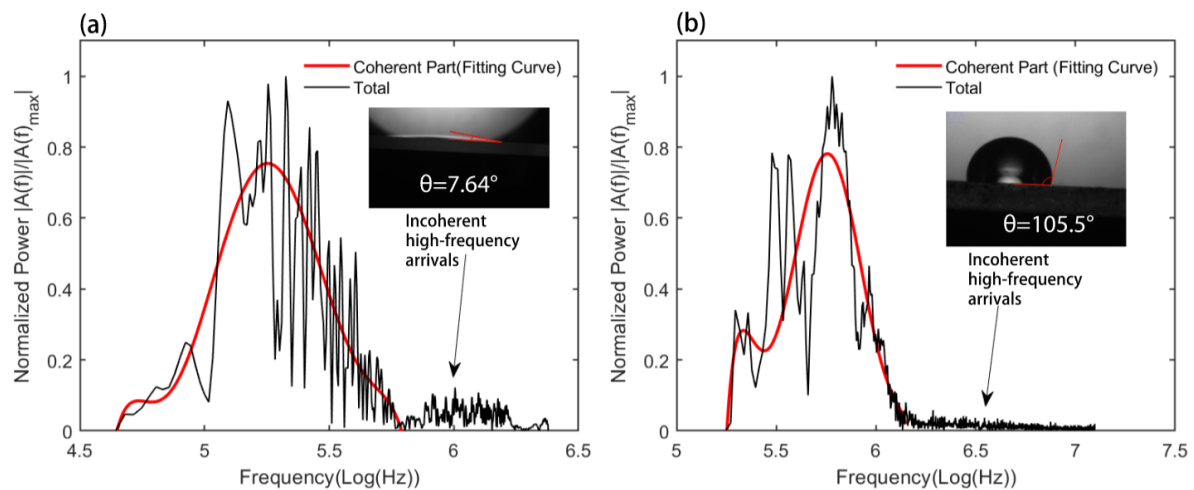 (a)
Normalized Power |A(f)|/|A(f)max|
1
0.8
0.6
0.4
0.2
0
4.5 5 5.5 6 6.5
Frequency(Log(Hz))
Coherent Part(Fitting Curve)
Total
θ=7.64°
Incoherent
high-frequency
arrivals
(b)
Normalized Power |A(f)|/|A(f)max|
1
0.8
0.6
0.4
0.2
0
5 5.5 6 6.5 7 7.5
Frequency(Log(Hz))
Coherent Part (Fitting Curve)
Total
θ=105.5°
Incoherent
high-frequency
arrivals